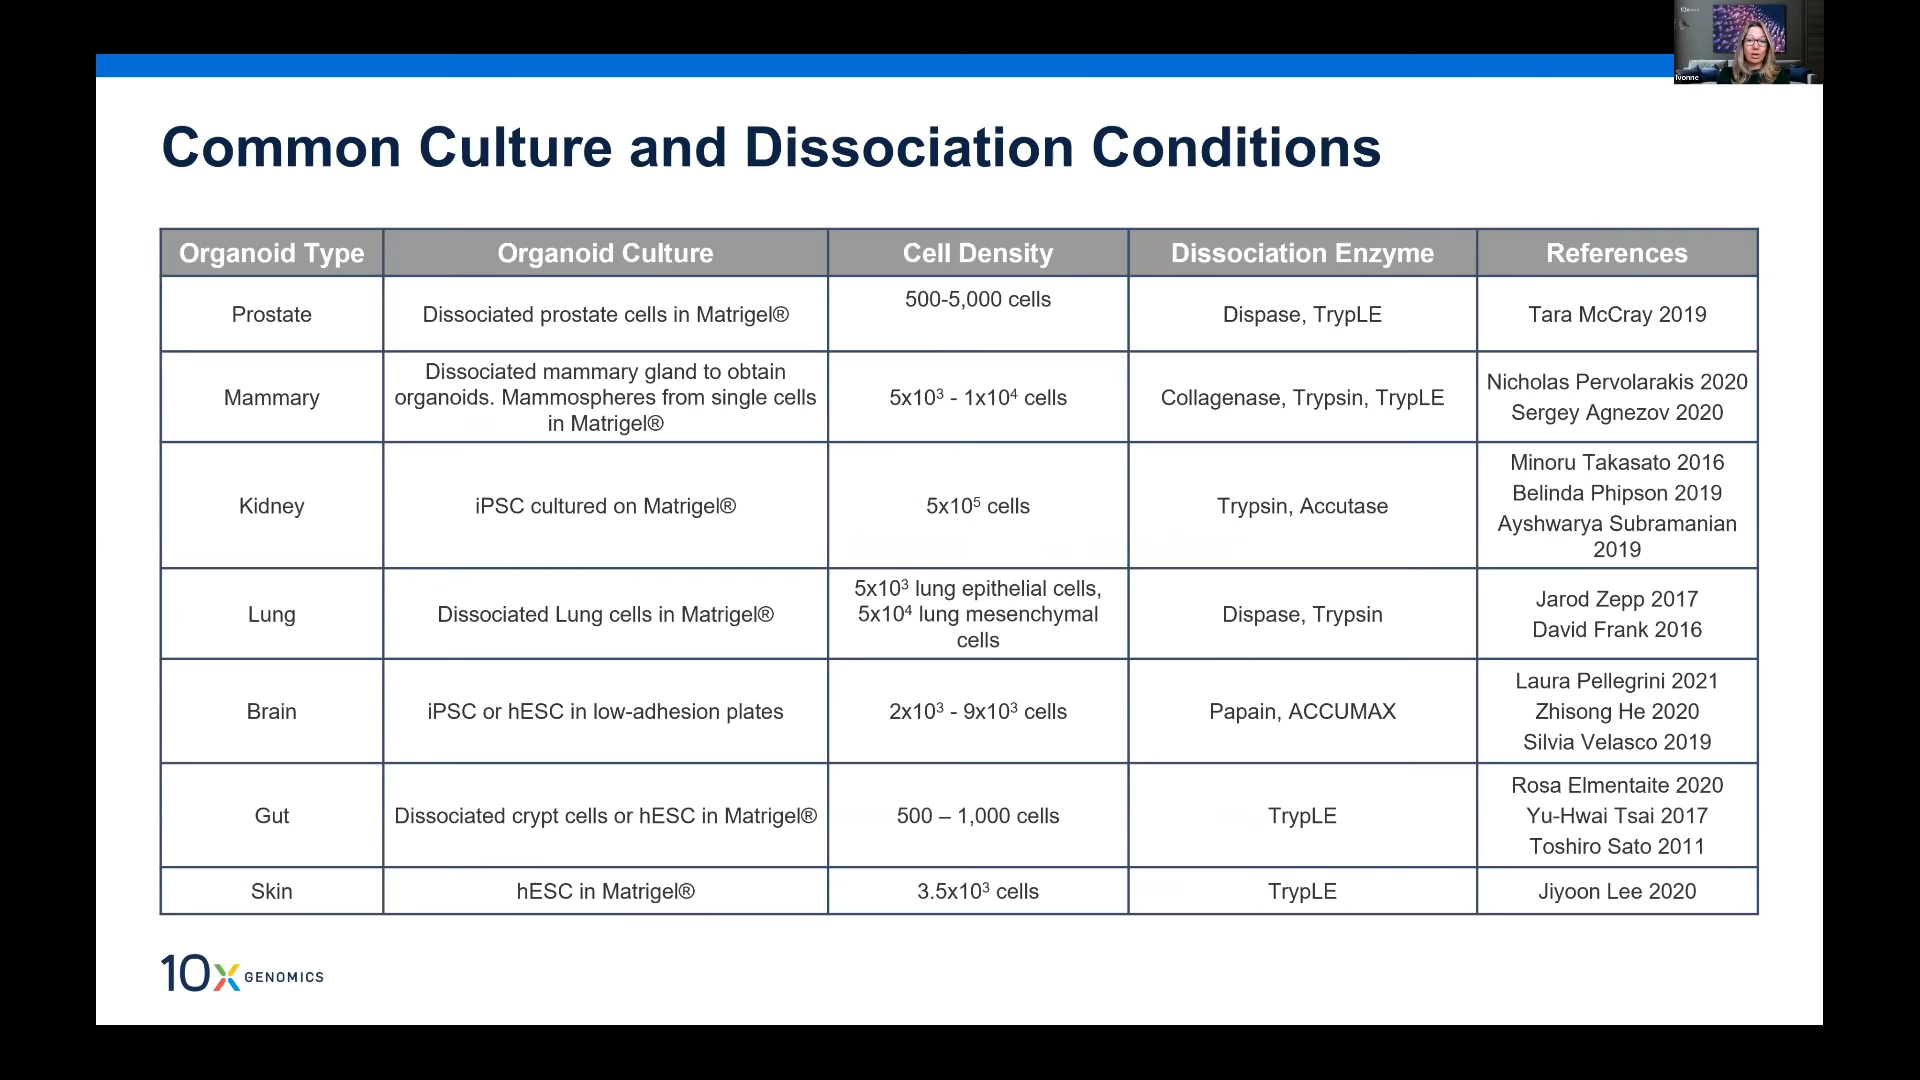 10x
Ivonne
Common Culture and Dissociation Conditions
Organoid Type
Organoid Culture
Cell Density
Dissociation Enzyme
References
Prostate
Dissociated prostate cells in Matrigel®
500-5,000 cells
Dispase, TrypLE
Tara McCray 2019
Mammary
Dissociated mammary gland to obtain
organoids. Mammospheres from single cells
in Matrigel®
5x10³ - 1x10⁴ cells
Collagenase, Trypsin, TrypLE
Nicholas Pervolarakis 2020
Sergey Agnezov 2020
Kidney
iPSC cultured on Matrigel®
5x10⁵ cells
Trypsin, Accutase
Minoru Takasato 2016
Belinda Phipson 2019
Ayshwarya Subramanian
2019
Lung
Dissociated Lung cells in Matrigel®
5x10³ lung epithelial cells,
5x10⁴ lung mesenchymal
cells
Dispase, Trypsin
Jarod Zepp 2017
David Frank 2016
Brain
iPSC or hESC in low-adhesion plates
2x10³ - 9x10³ cells
Papain, ACCUMAX
Laura Pellegrini 2021
Zhisong He 2020
Silvia Velasco 2019
Gut
Dissociated crypt cells or hESC in Matrigel®
500 – 1,000 cells
TrypLE
Rosa Elmentaite 2020
Yu-Hwai Tsai 2017
Toshiro Sato 2011
Skin
hESC in Matrigel®
3.5x10³ cells
TrypLE
Jiyoon Lee 2020
10x GENOMICS